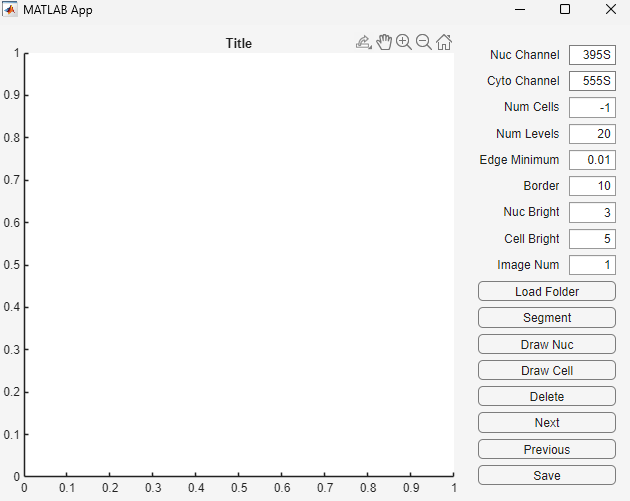 MATLAB App
Title
1
0.9
0.8
0.7
0.6
0.5
0.4
0.3
0.2
0.1
0
0 0.1 0.2 0.3 0.4 0.5 0.6 0.7 0.8 0.9 1
Nuc Channel 395S
Cyto Channel 555S
Num Cells -1
Num Levels 20
Edge Minimum 0.01
Border 10
Nuc Bright 3
Cell Bright 5
Image Num 1
Load Folder
Segment
Draw Nuc
Draw Cell
Delete
Next
Previous
Save